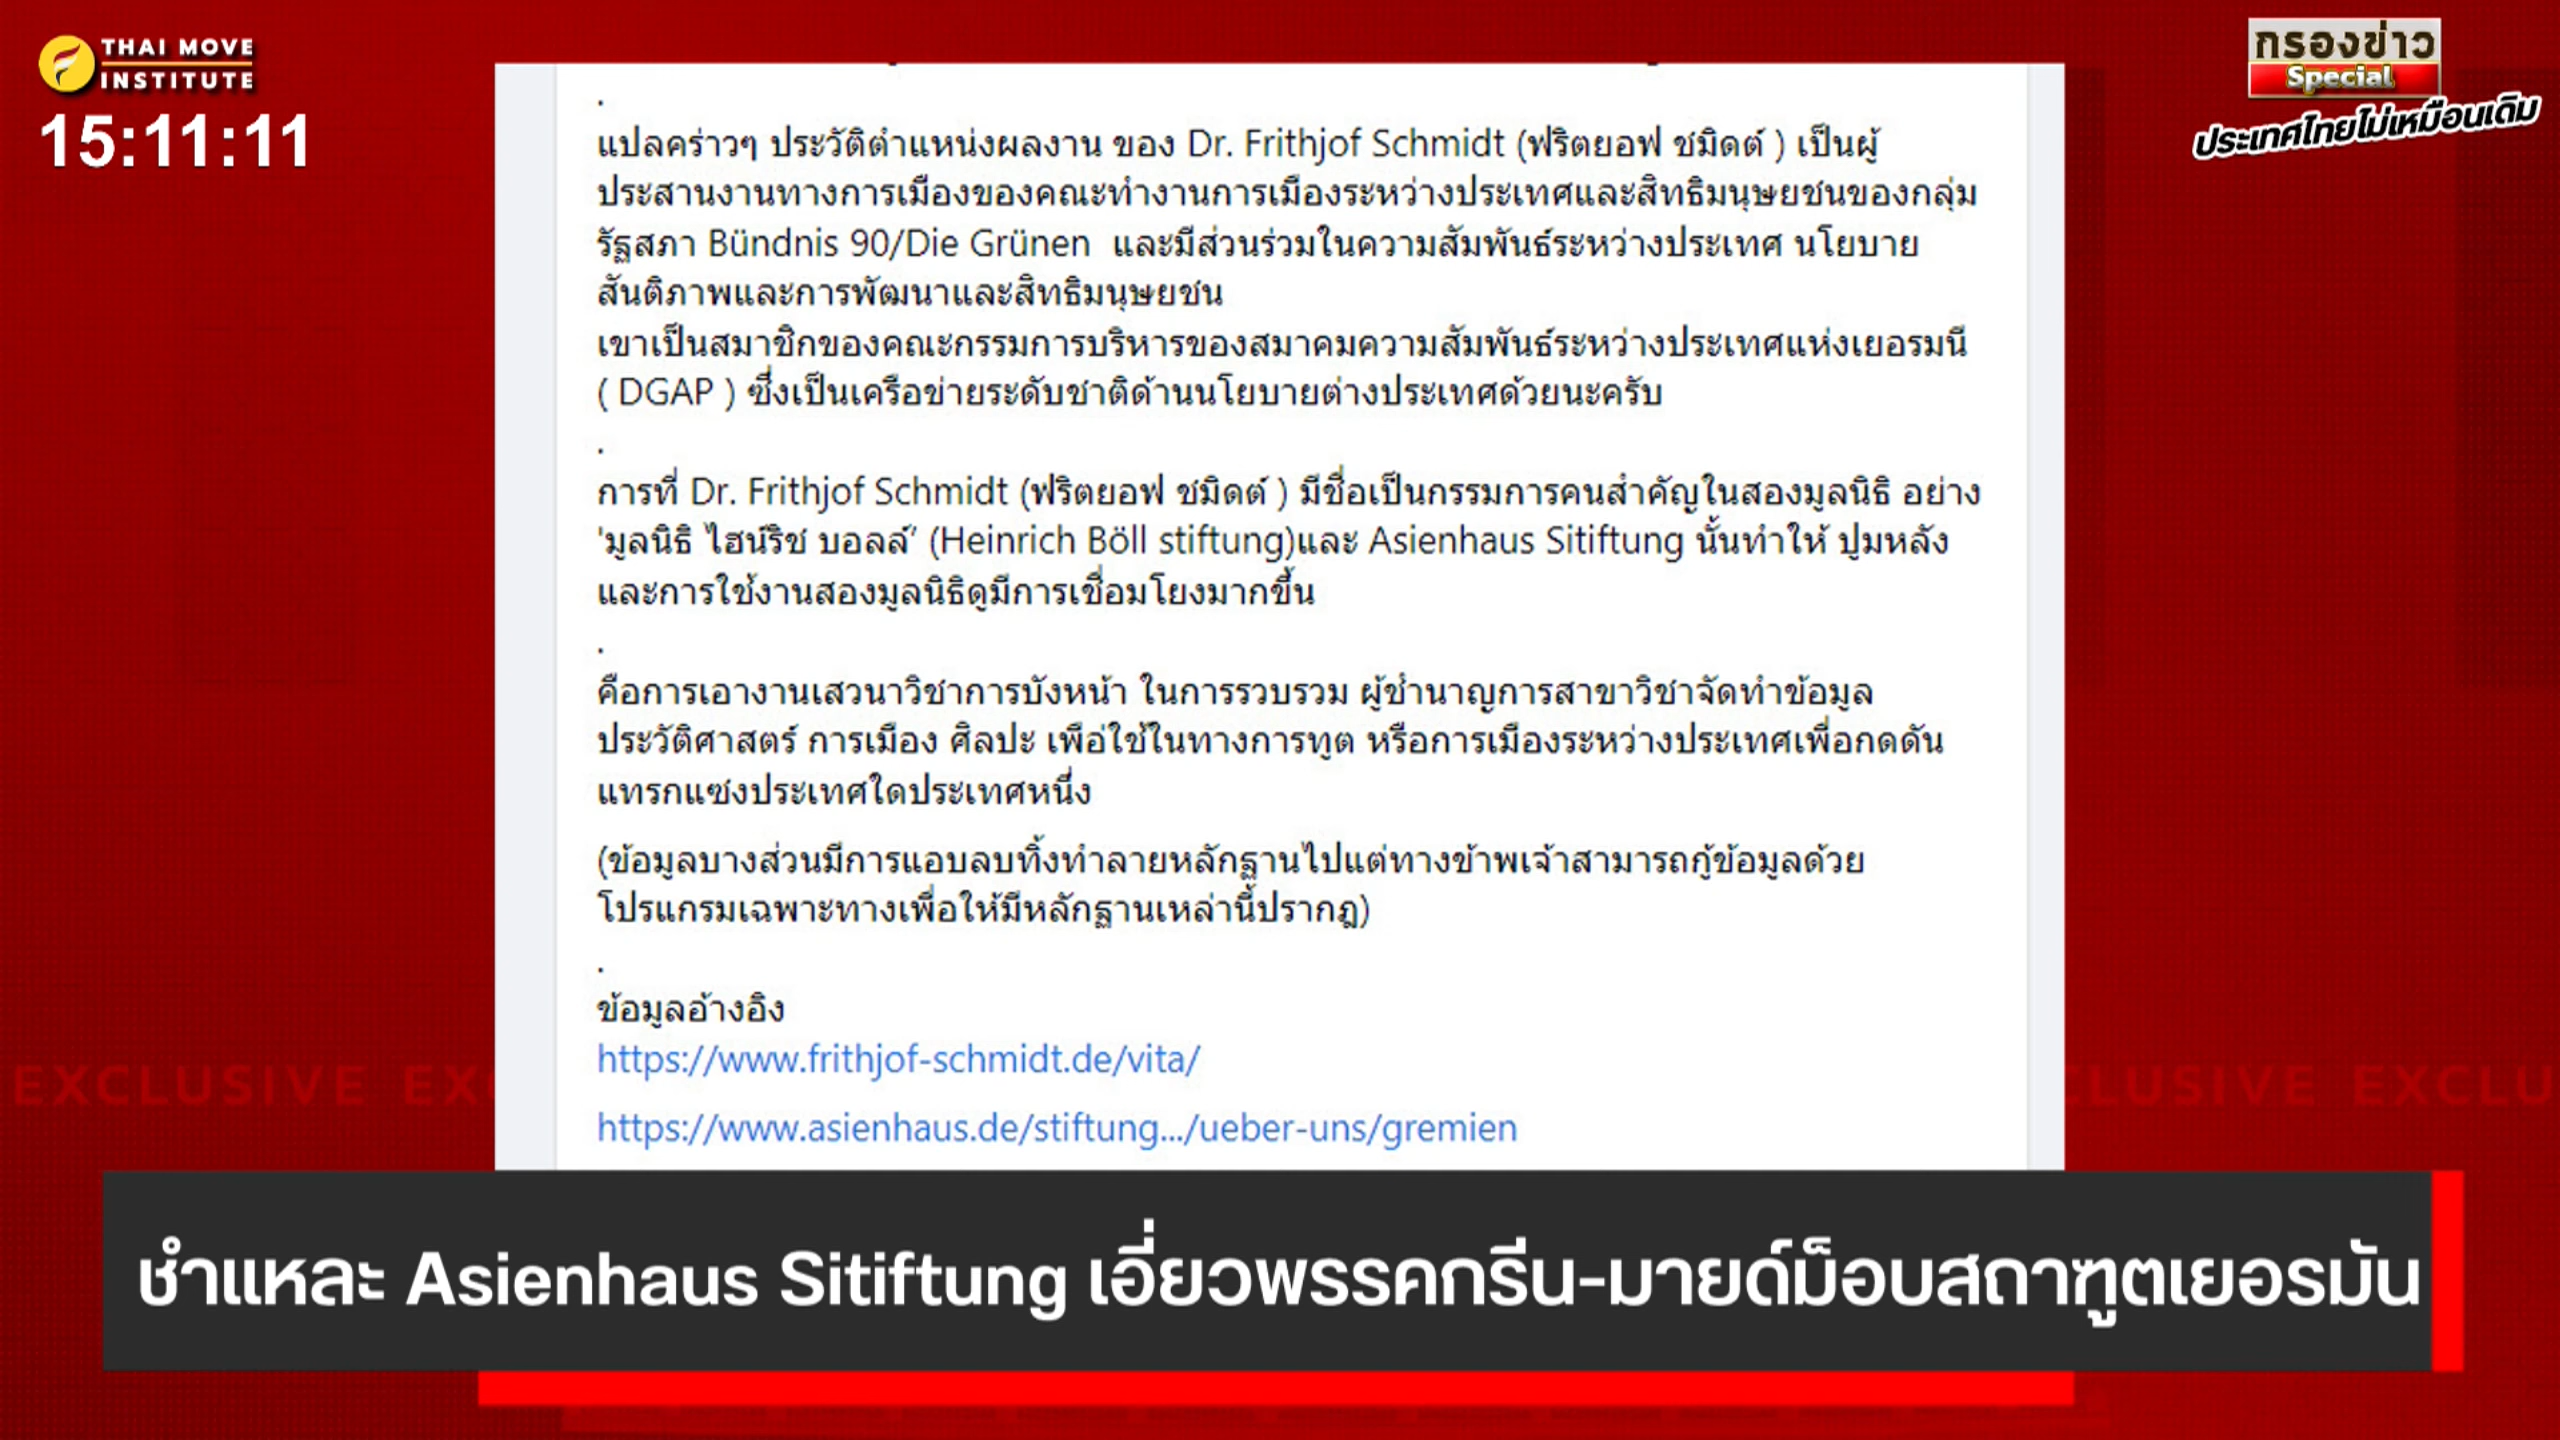 THAI MOVE
INSTITUTE
15:11:11
กรองข่าว
Special
ประเทศไทยไม่เหมือนเดิม
.
แปลคร่าวๆ ประวัติตำแหน่งผลงาน ของ Dr. Frithjof Schmidt (ฟริตยอฟ ชมิดต์ ) เป็นผู้
ประสานงานทางการเมืองของคณะทำงานการเมืองระหว่างประเทศและสิทธิมนุษยชนของกลุ่ม
รัฐสภา Bündnis 90/Die Grünen และมีส่วนร่วมในความสัมพันธ์ระหว่างประเทศ นโยบาย
สันติภาพและการพัฒนาและสิทธิมนุษยชน
เขาเป็นสมาชิกของคณะกรรมการบริหารของสมาคมความสัมพันธ์ระหว่างประเทศแห่งเยอรมนี
( DGAP ) ซึ่งเป็นเครือข่ายระดับชาติด้านนโยบายต่างประเทศด้วยนะครับ
.
การที่ Dr. Frithjof Schmidt (ฟริตยอฟ ชมิดต์ ) มีชื่อเป็นกรรมการคนสำคัญในสองมูลนิธิ อย่าง
'มูลนิธิ ไฮน์ริช บอลล์' (Heinrich Böll stiftung)และ Asienhaus Sitiftung นั้นทำให้ ปูมหลัง
และการใช้งานสองมูลนิธิดูมีการเชื่อมโยงมากขึ้น
.
คือการเอางานเสวนาวิชาการบังหน้า ในการรวบรวม ผู้ชำนาญการสาขาวิชาจัดทำข้อมูล
ประวัติศาสตร์ การเมือง ศิลปะ เพือ่ใช้ในทางการทูต หรือการเมืองระหว่างประเทศเพื่อกดดัน
แทรกแซงประเทศใดประเทศหนึ่ง
(ข้อมูลบางส่วนมีการแอบลบทิ้งทำลายหลักฐานไปแต่ทางข้าพเจ้าสามารถกู้ข้อมูลด้วย
โปรแกรมเฉพาะทางเพื่อให้มีหลักฐานเหล่านี้ปรากฎ)
.
ข้อมูลอ้างอิง
https://www.frithjof-schmidt.de/vita/
https://www.asienhaus.de/stiftung.../ueber-uns/gremien
EXCLUSIVE EX
CLUSIVE EXCLU
ชำแหละ Asienhaus Sitiftung เอี่ยวพรรคกรีน-มายด์ม็อบสถาฑูตเยอรมัน